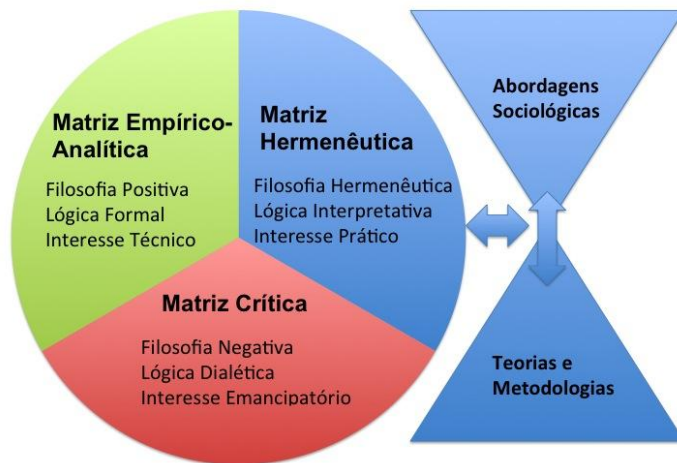 Matriz Empírico-
Analítica
Filosofia Positiva
Lógica Formal
Interesse Técnico
Matriz
Hermenêutica
Filosofia Hermenêutica
Lógica Interpretativa
Interesse Prático
Matriz Crítica
Filosofia Negativa
Lógica Dialética
Interesse Emancipatório
Abordagens
Sociológicas
Teorias e
Metodologias